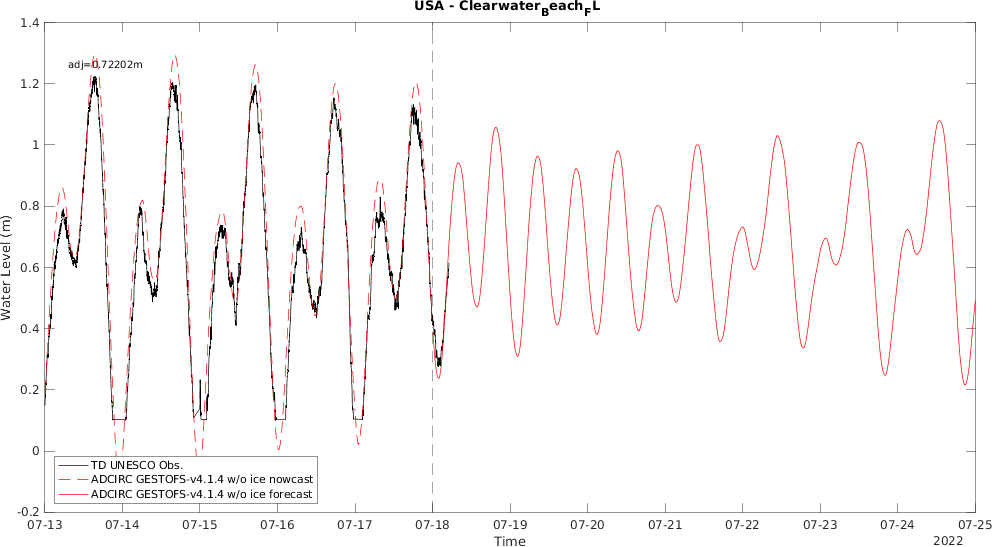 USA - Clearwater_Beach_FL
adj=0.72202m
1.4
1.2
1
0.8
0.6
0.4
0.2
0
-0.2
Water Level (m)
TD UNESCO Obs.
ADCIRC GESTOFS-v4.1.4 w/o ice nowcast
ADCIRC GESTOFS-v4.1.4 w/o ice forecast
07-13 07-14 07-15 07-16 07-17 07-18 07-19 07-20 07-21 07-22 07-23 07-24 07-25
Time
2022